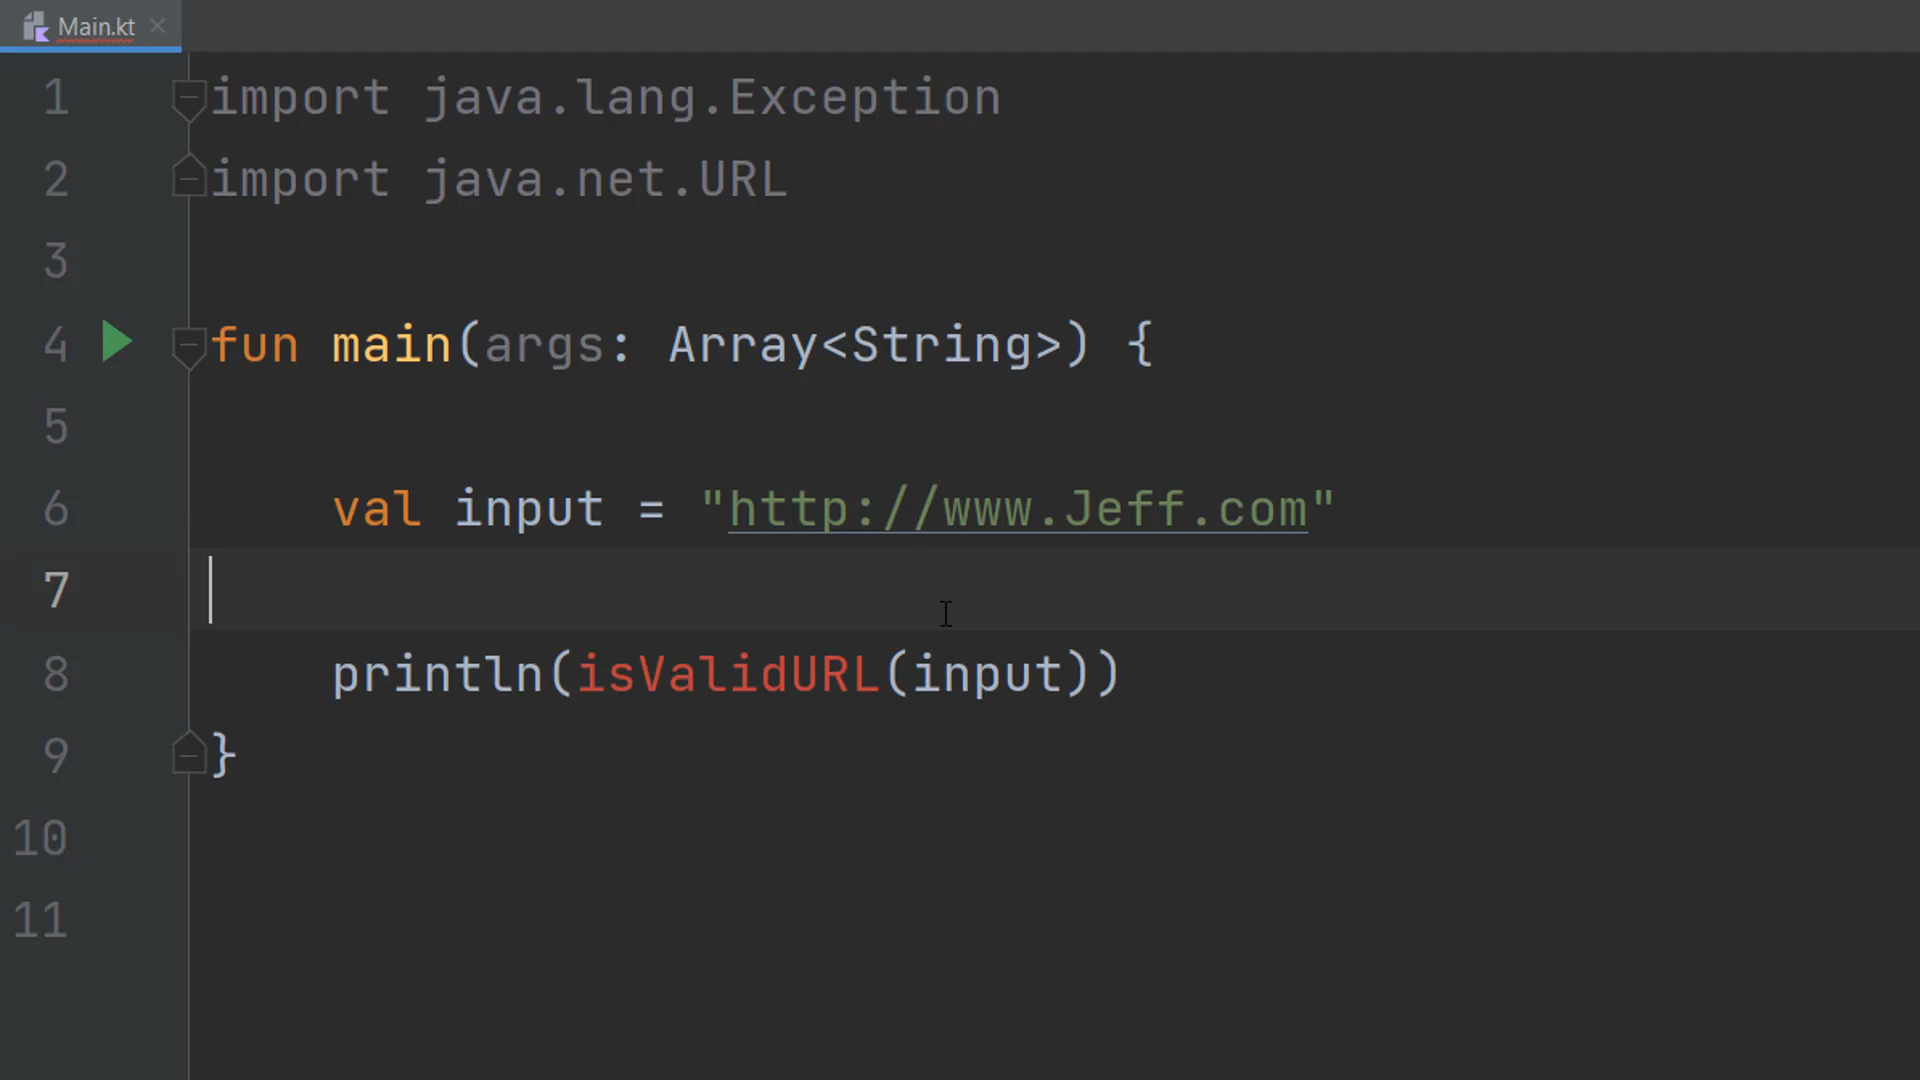 Main.kt
1 import java.lang.Exception
2 import java.net.URL
3
4 fun main(args: Array<String>) {
5
6 val input = "http://www.Jeff.com"
7
8 println(isValidURL(input))
9 }
10
11